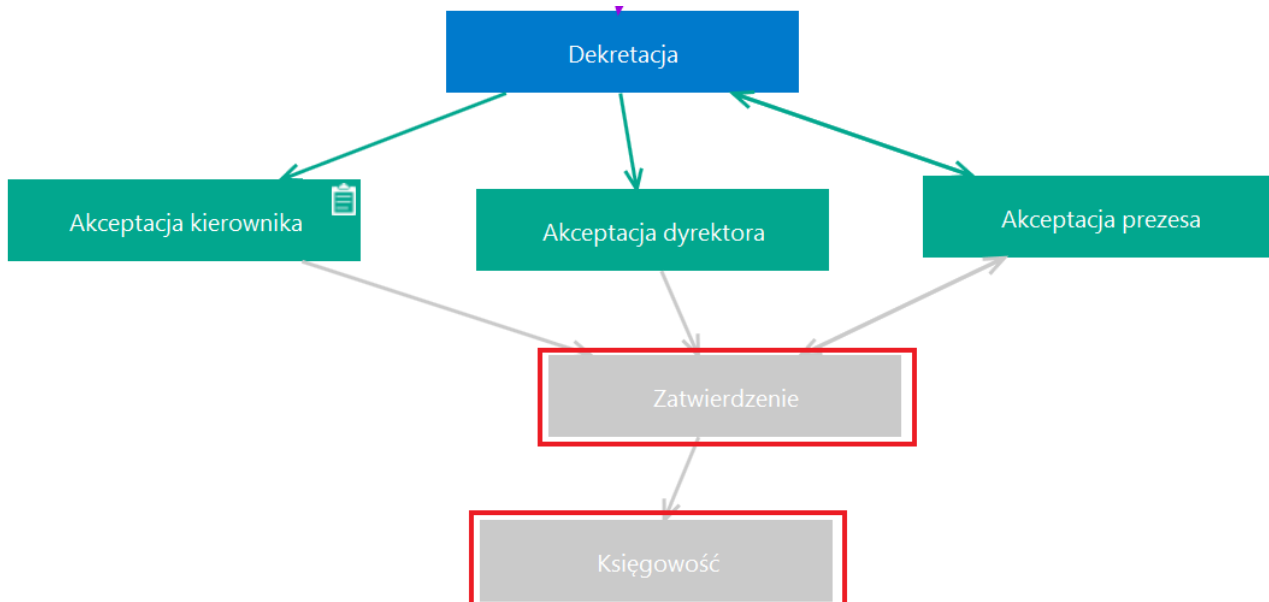 Dekretacja
Akceptacja kierownika
Akceptacja dyrektora
Akceptacja prezesa
Zatwierdzenie
Księgowość